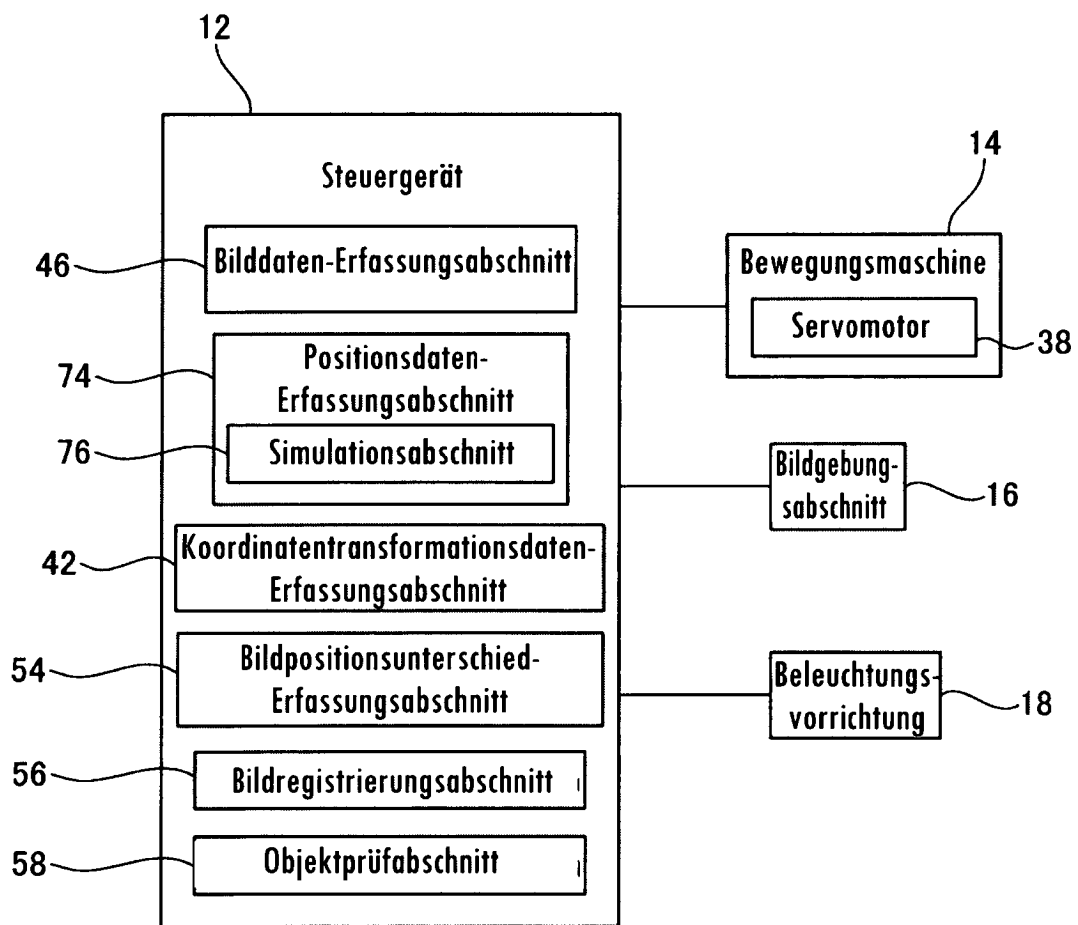 12
Steuergerät
14
46
Bilddaten-Erfassungsabschnitt
Bewegungsmaschine
Servomotor
38
74
Positionsdaten-
Erfassungsabschnitt
76
Simulationsabschnitt
Bildgebung-
sabschnitt
16
42
Koordinatentransformationsdaten-
Erfassungsabschnitt
54
Bildpositionsunterschied-
Erfassungsabschnitt
Beleuchtungs-
vorrichtung
18
56
Bildregistrierungsabschnitt
58
Objektprüfabschnitt